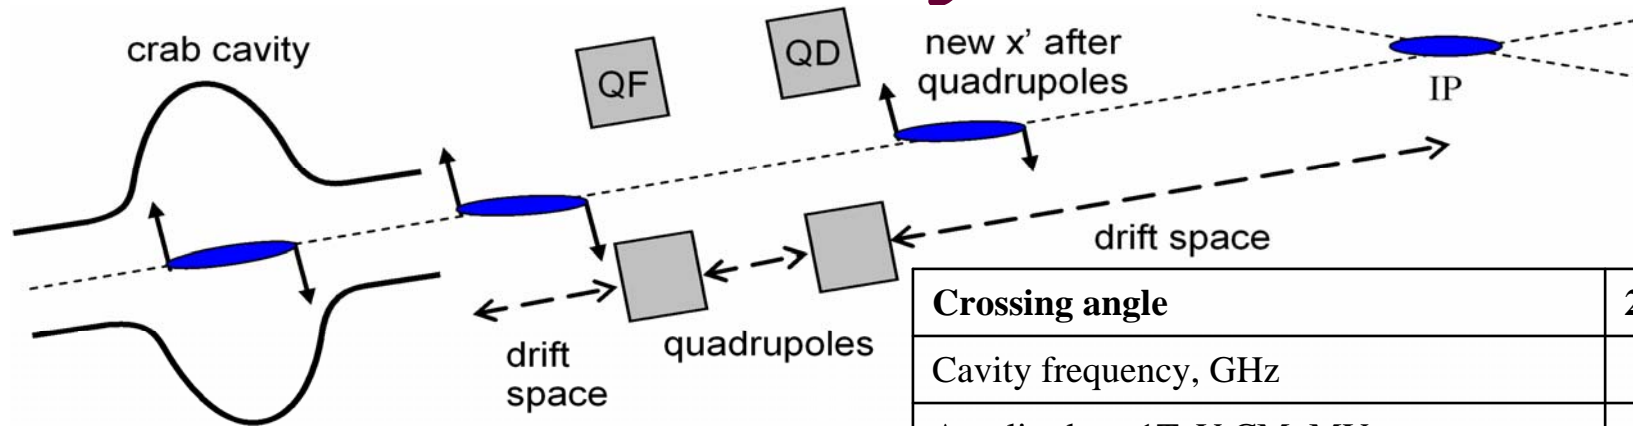 crab cavity
QF
QD
new x' after
quadrupoles
IP
drift space
drift
space
quadrupoles
Crossing angle
Cavity frequency, GHz